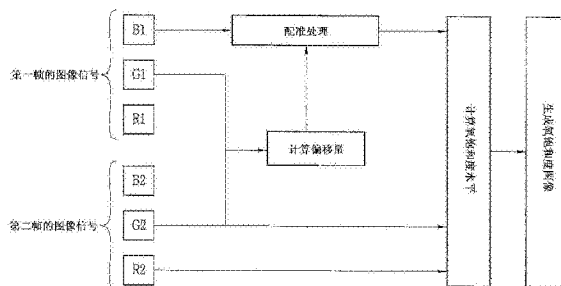 第一帧的图像信号
B1
G1
R1
配准处理
计算偏移量
第二帧的图像信号
B2
G2
R2
计算氧饱和度水平
生成氧饱和度图像